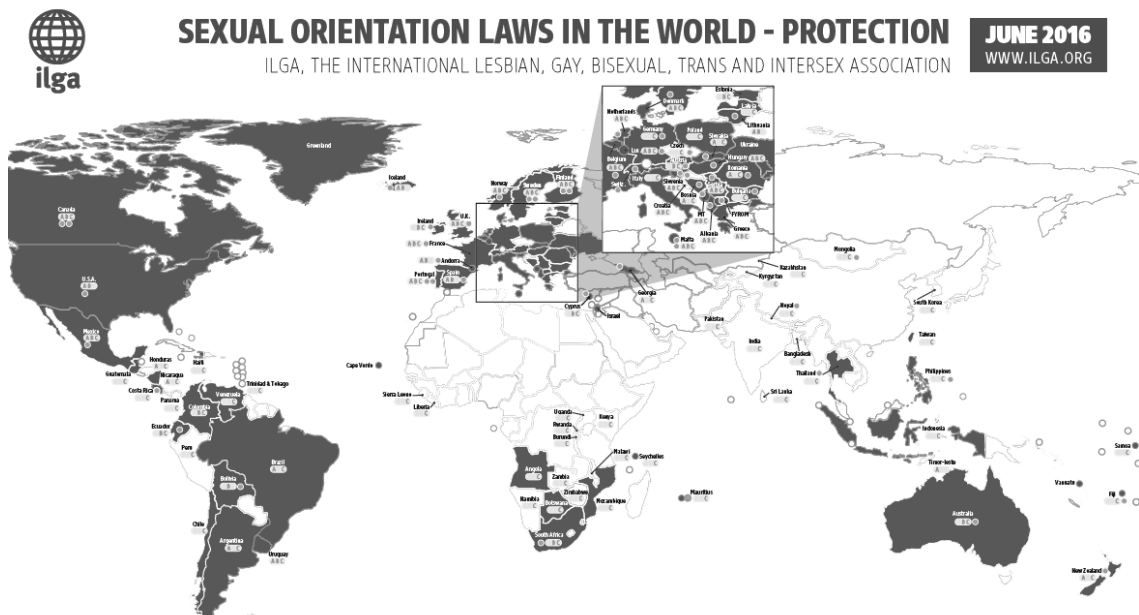 ilga
SEXUAL ORIENTATION LAWS IN THE WORLD - PROTECTION
ILGA, THE INTERNATIONAL LESBIAN, GAY, BISEXUAL, TRANS AND INTERSEX ASSOCIATION
JUNE 2016
WWW.ILGA.ORG
Greenland
Iceland
Canada
A B C
U.S.A.
A B
Mexico
A B C
Honduras
A C
Guatemala
C
Nicaragua
A C
Haiti
C
Costa Rica
C
Panama
C
Trinidad & Tobago
C
Venezuela
C
Colombia
B C
Ecuador
B C
Peru
C
Brazil
A C
Bolivia
B
Chile
C
Argentina
A C
Uruguay
A B C
Norway
A B C
Sweden
A B C
Finland
A B C
Ireland
B C
U.K.
A B C
France
A B C
Andorra
A B
Portugal
A B C
Spain
A B
Netherlands
A B C
Denmark
A B C
Estonia
B C
Latvia
C
Lithuania
A B
Germany
C
Poland
C
Slovakia
A C
Ukraine
Belgium
A B C
Lux
A B C
Czech
C
Hungary
A B C
Romania
A C
Switz
Italy
C
Slovenia
A B C
Bosnia
A C
Croatia
A B C
MT
A B C
Albania
A B C
FYROM
Greece
A B C
Malta
A B C
Georgia
A C
Cyprus
B C
Israel
Mongolia
C
Kazakhstan
C
Kyrgystan
C
Pakistan
C
Nepal
C
India
C
Bangladesh
C
Sri Lanka
C
South Korea
C
Taiwan
C
Thailand
C
Philippines
C
Indonesia
C
Timor-leste
A
Cape Verde
Sierra Leone
C
Liberia
C
Uganda
C
Rwanda
C
Burundi
C
Kenya
C
Malawi
C
Seychelles
C
Angola
C
Zambia
C
Zimbabwe
C
Mozambique
C
Namibia
C
Botswana
C
South Africa
B C
Mauritius
C
Australia
B C
New Zealand
A C
Samoa
C
Vanuatu
Fiji
C